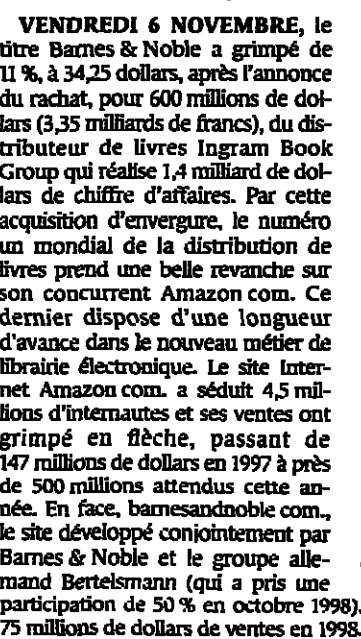 VENDREDI 6 NOVEMBRE, le
titre Barnes & Noble a grimpé de
11 %, à 34,25 dollars, après l'annonce
du rachat, pour 600 millions de dol-
lars (3,35 milliards de francs), du dis-
tributeur de livres Ingram Book
Group qui réalise 1,4 milliard de dol-
lars de chiffre d'affaires. Par cette
acquisition d'envergure, le numéro
un mondial de la distribution de
livres prend une belle revanche sur
son concurrent Amazon com. Ce
dernier dispose d'une longueur
d'avance dans le nouveau métier de
librairie électronique. Le site Inter-
net Amazon com. a séduit 4,5 mil-
lions d'internautes et ses ventes ont
grimpé en flèche, passant de
147 millions de dollars en 1997 à près
de 500 millions attendus cette an-
née. En face, barnesandnoble com.,
le site développé conjointement par
Barnes & Noble et le groupe alle-
mand Bertelsmann (qui a pris une
participation de 50 % en octobre 1998),
75 millions de dollars de ventes en 1998.